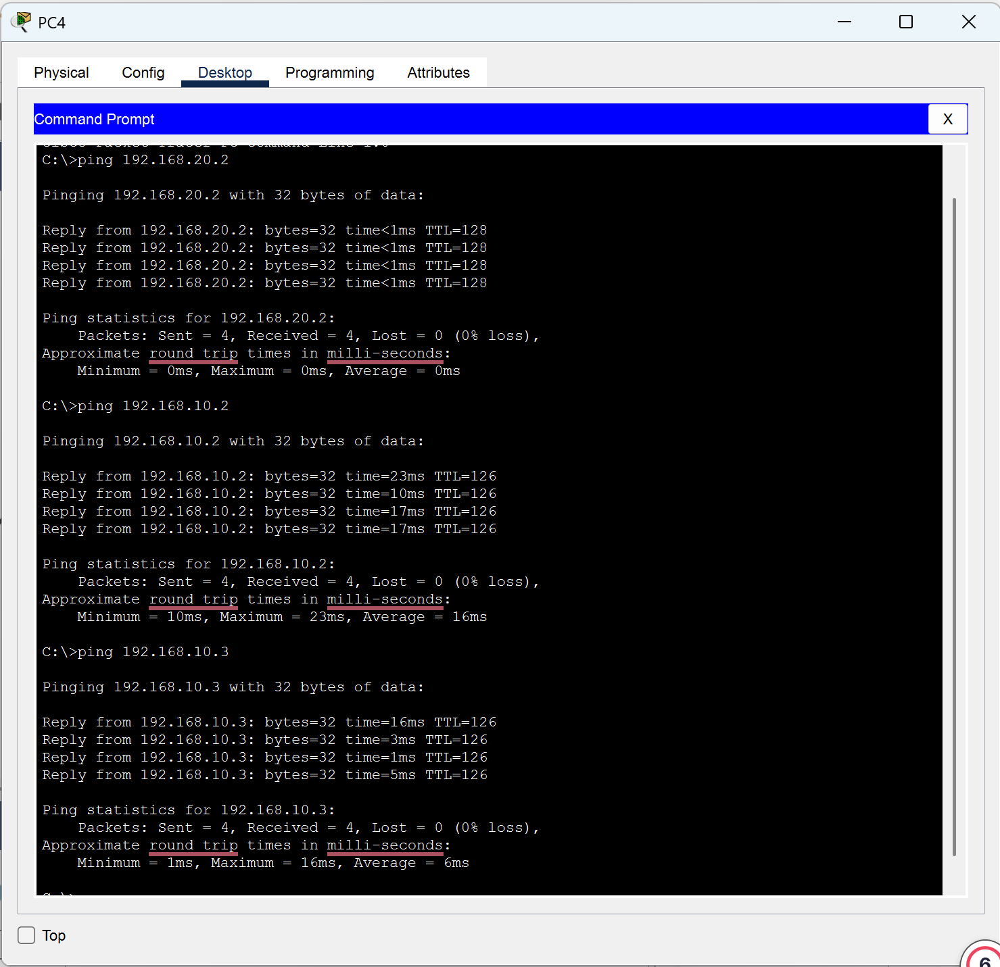 PC4
Physical Config Desktop Programming Attributes
Command Prompt X
C:\>ping 192.168.20.2
Pinging 192.168.20.2 with 32 bytes of data:
Reply from 192.168.20.2: bytes=32 time<1ms TTL=128
Reply from 192.168.20.2: bytes=32 time<1ms TTL=128
Reply from 192.168.20.2: bytes=32 time<1ms TTL=128
Reply from 192.168.20.2: bytes=32 time<1ms TTL=128
Ping statistics for 192.168.20.2:
Packets: Sent = 4, Received = 4, Lost = 0 (0% loss),
Approximate round trip times in milli-seconds:
Minimum = 0ms, Maximum = 0ms, Average = 0ms
C:\>ping 192.168.10.2
Pinging 192.168.10.2 with 32 bytes of data:
Reply from 192.168.10.2: bytes=32 time=23ms TTL=126
Reply from 192.168.10.2: bytes=32 time=10ms TTL=126
Reply from 192.168.10.2: bytes=32 time=17ms TTL=126
Reply from 192.168.10.2: bytes=32 time=17ms TTL=126
Ping statistics for 192.168.10.2:
Packets: Sent = 4, Received = 4, Lost = 0 (0% loss),
Approximate round trip times in milli-seconds:
Minimum = 10ms, Maximum = 23ms, Average = 16ms
C:\>ping 192.168.10.3
Pinging 192.168.10.3 with 32 bytes of data:
Reply from 192.168.10.3: bytes=32 time=16ms TTL=126
Reply from 192.168.10.3: bytes=32 time=3ms TTL=126
Reply from 192.168.10.3: bytes=32 time=1ms TTL=126
Reply from 192.168.10.3: bytes=32 time=5ms TTL=126
Ping statistics for 192.168.10.3:
Packets: Sent = 4, Received = 4, Lost = 0 (0% loss),
Approximate round trip times in milli-seconds:
Minimum = 1ms, Maximum = 16ms, Average = 6ms
Top
6